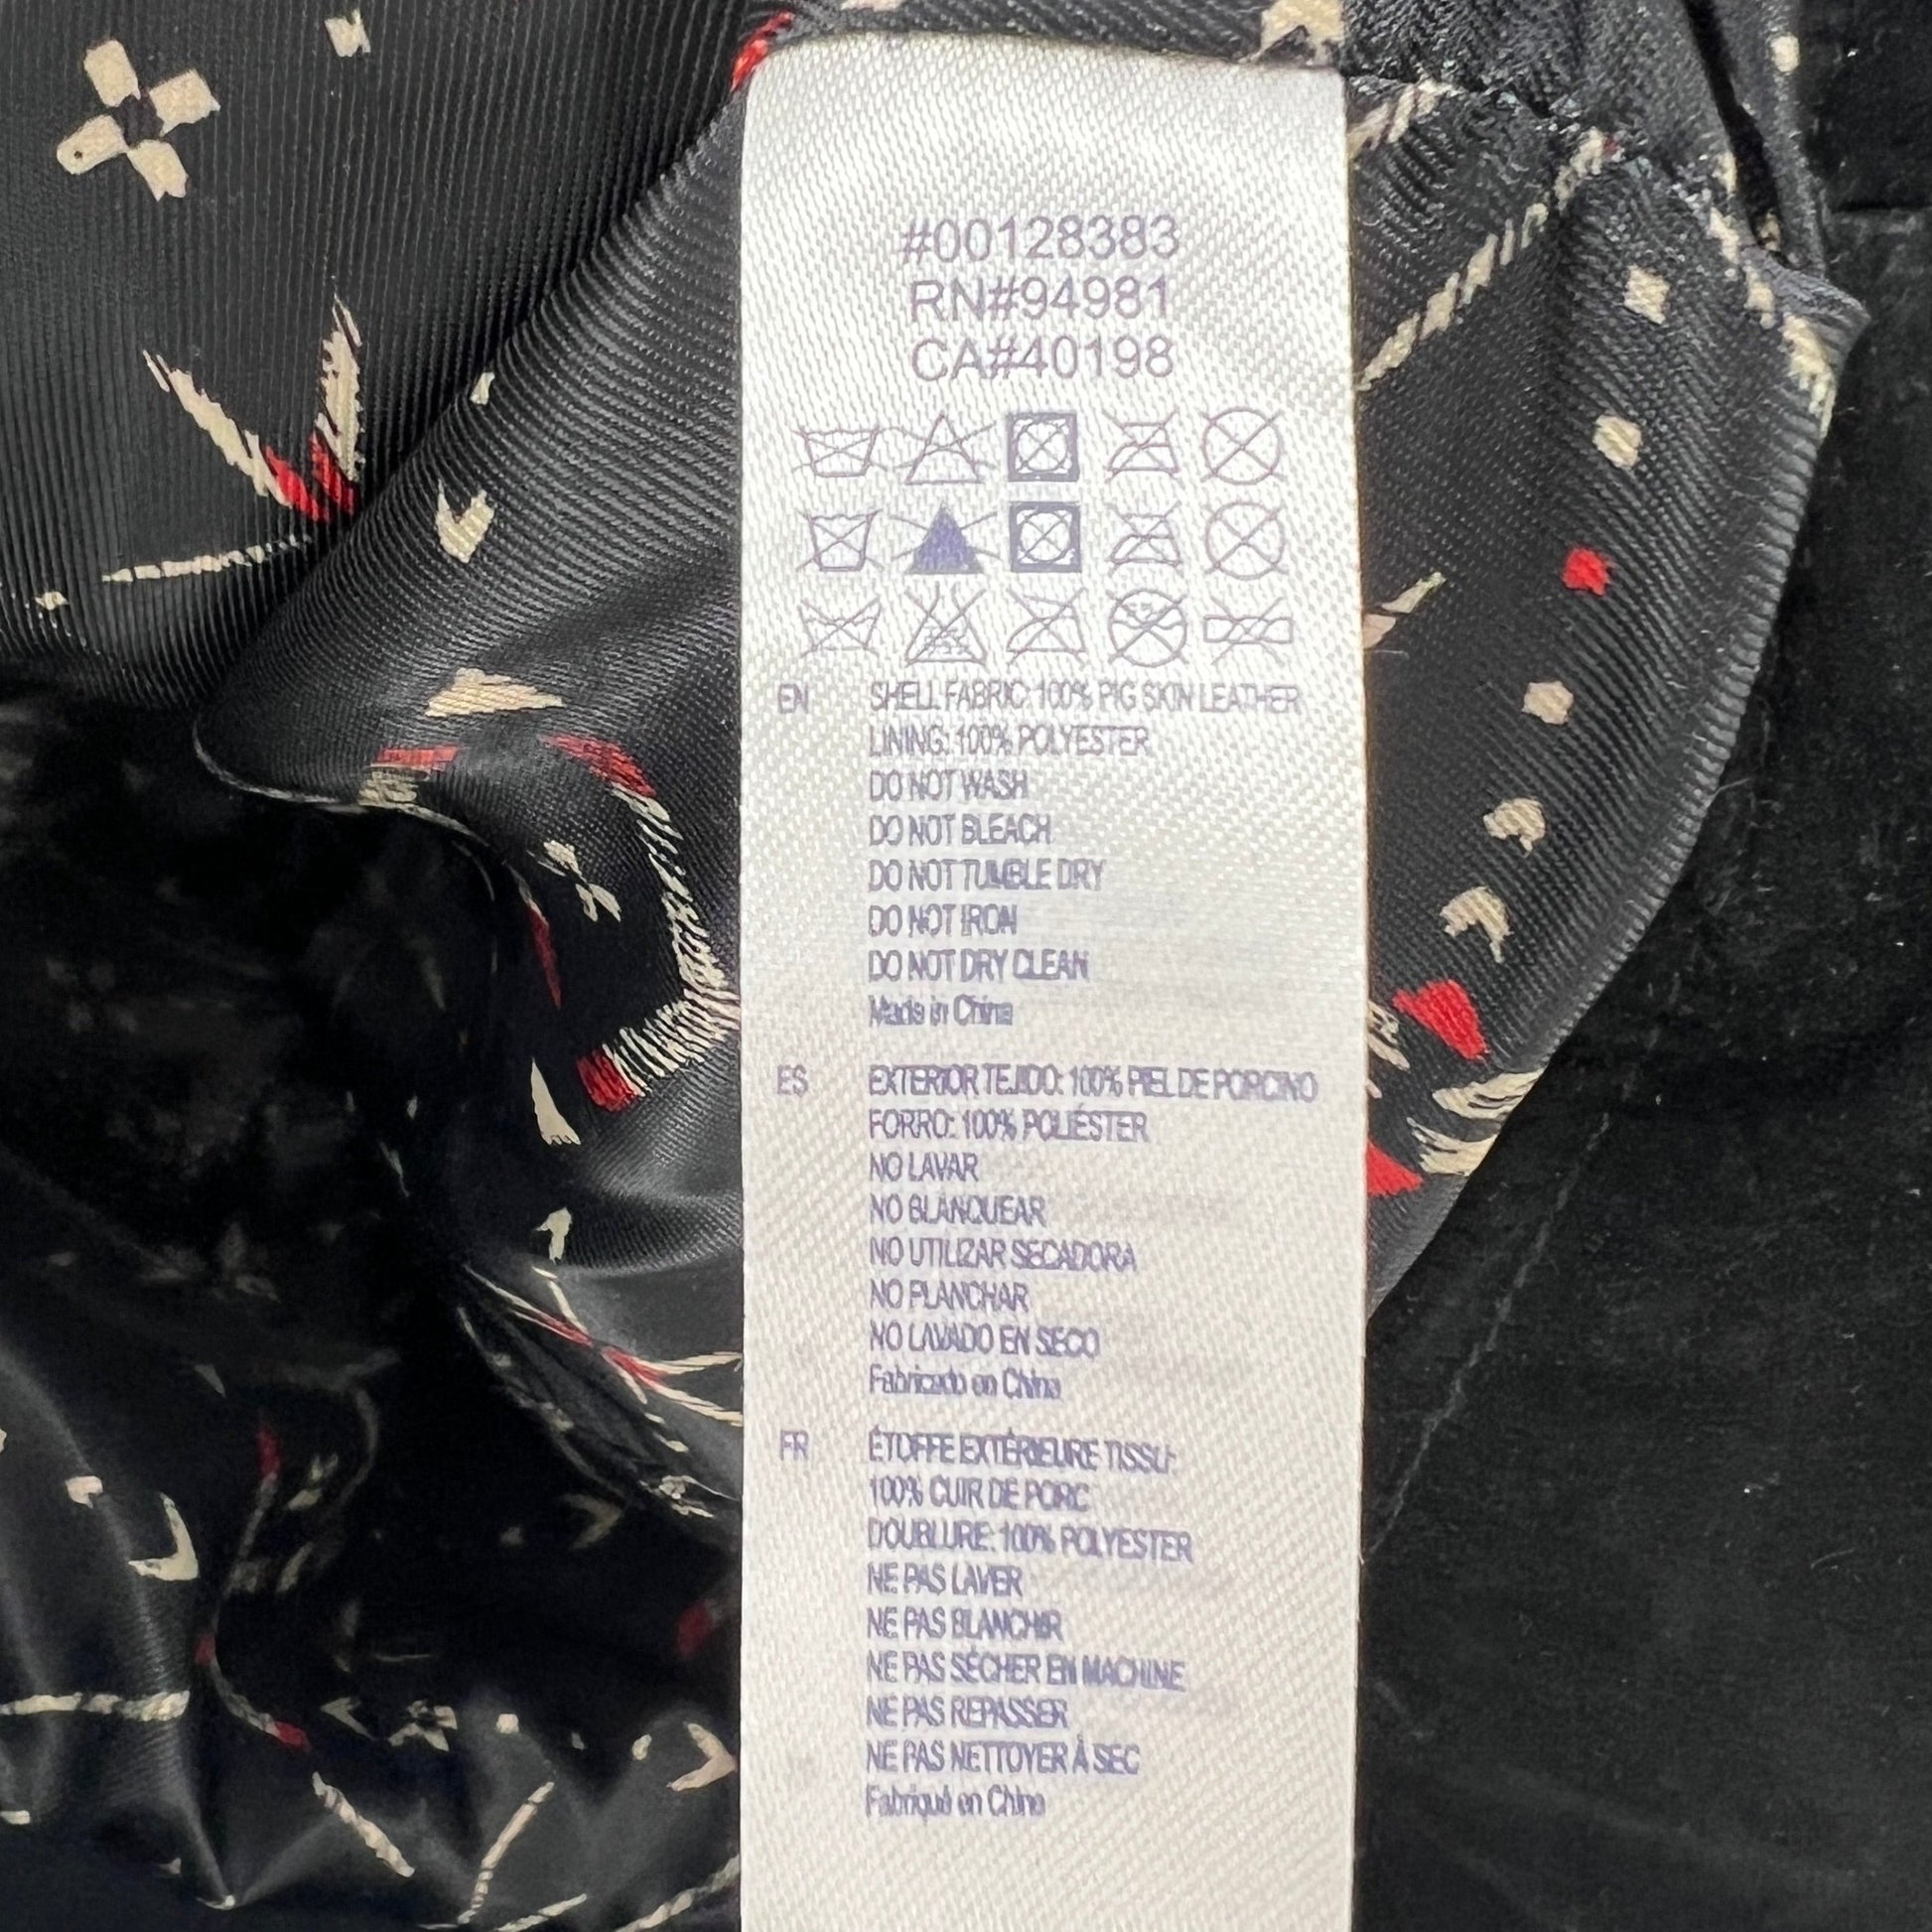 #00128383
RN#94981
CA#40198
EN SHELL FABRIC: 100% PIG SKIN LEATHER
LINING: 100% POLYESTER
DO NOT WASH
DO NOT BLEACH
DO NOT TUMBLE DRY
DO NOT IRON
DO NOT DRY CLEAN
Made in China
ES EXTERIOR TEJIDO: 100% PIEL DE PORCINO
FORRO: 100% POLIÉSTER
NO LAVAR
NO BLANQUEAR
NO UTILIZAR SECADORA
NO PLANCHAR
NO LAVADO EN SECO
Fabricado en China
FR ÉTOFFE EXTÉRIEURE TISSU:
100% CUIR DE PORC
DOUBLURE: 100% POLYESTER
NE PAS LAVER
NE PAS BLANCHIR
NE PAS SÉCHER EN MACHINE
NE PAS REPASSER
NE PAS NETTOYER À SEC
Fabriqué en China